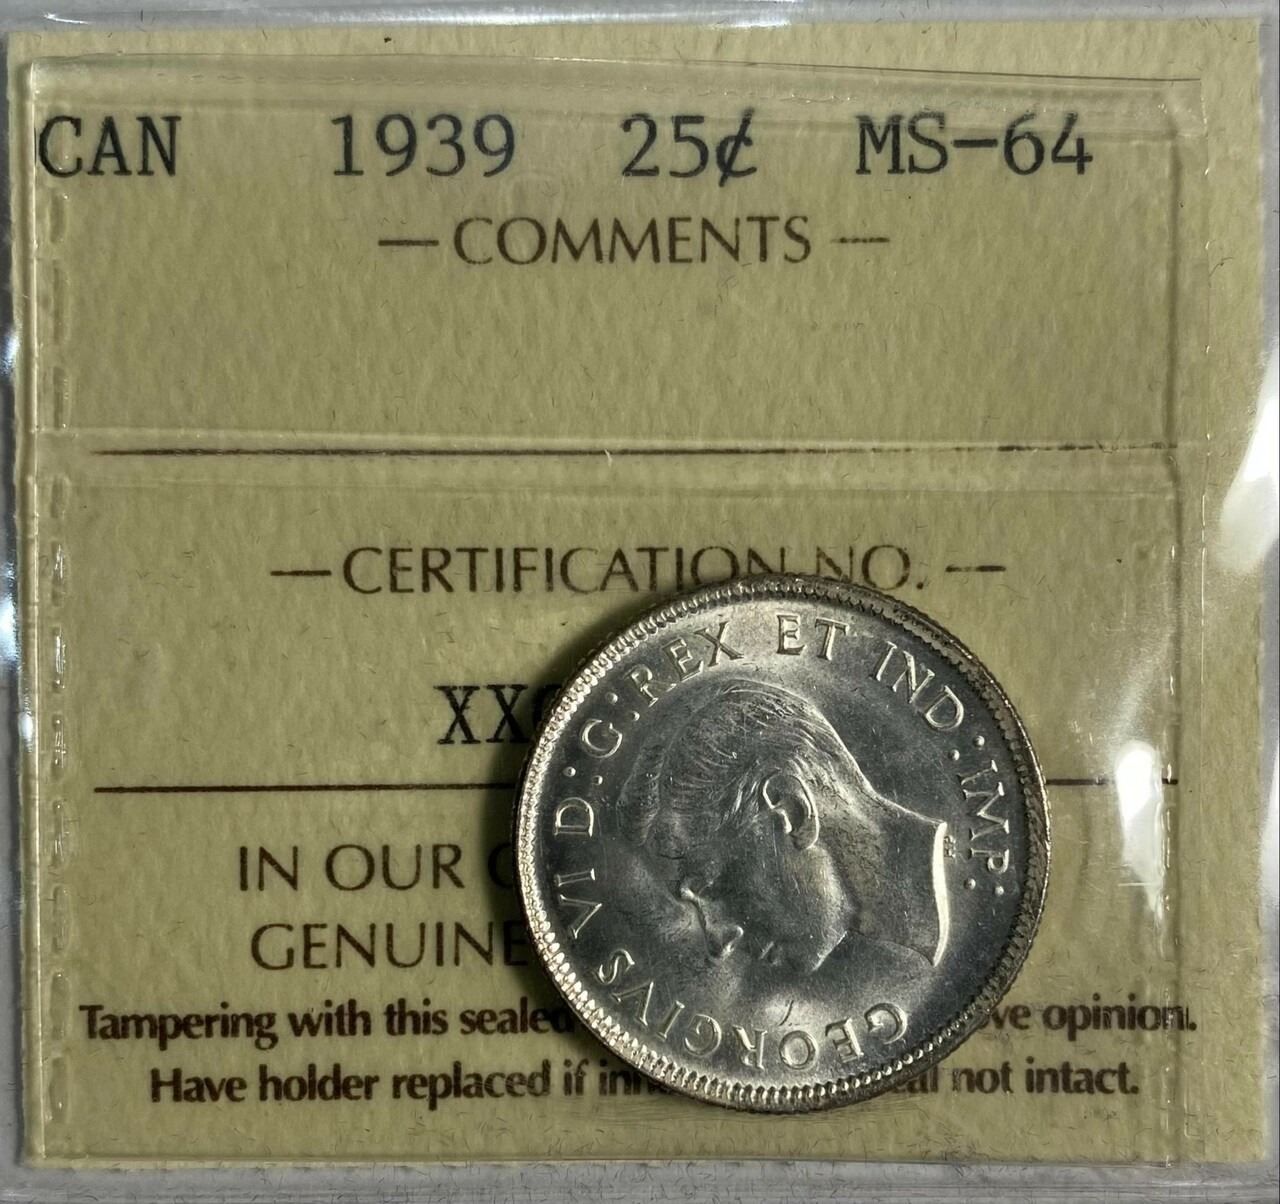 CAN 1939 25¢ MS-64
— COMMENTS —
— CERTIFICATION NO. —
XX
IN OUR
GENUINE
Tampering with this sealed ve opinion.
Have holder replaced if in al not intact.
GEORGIVS VI D:G:REX ET IND:IMP:
HP